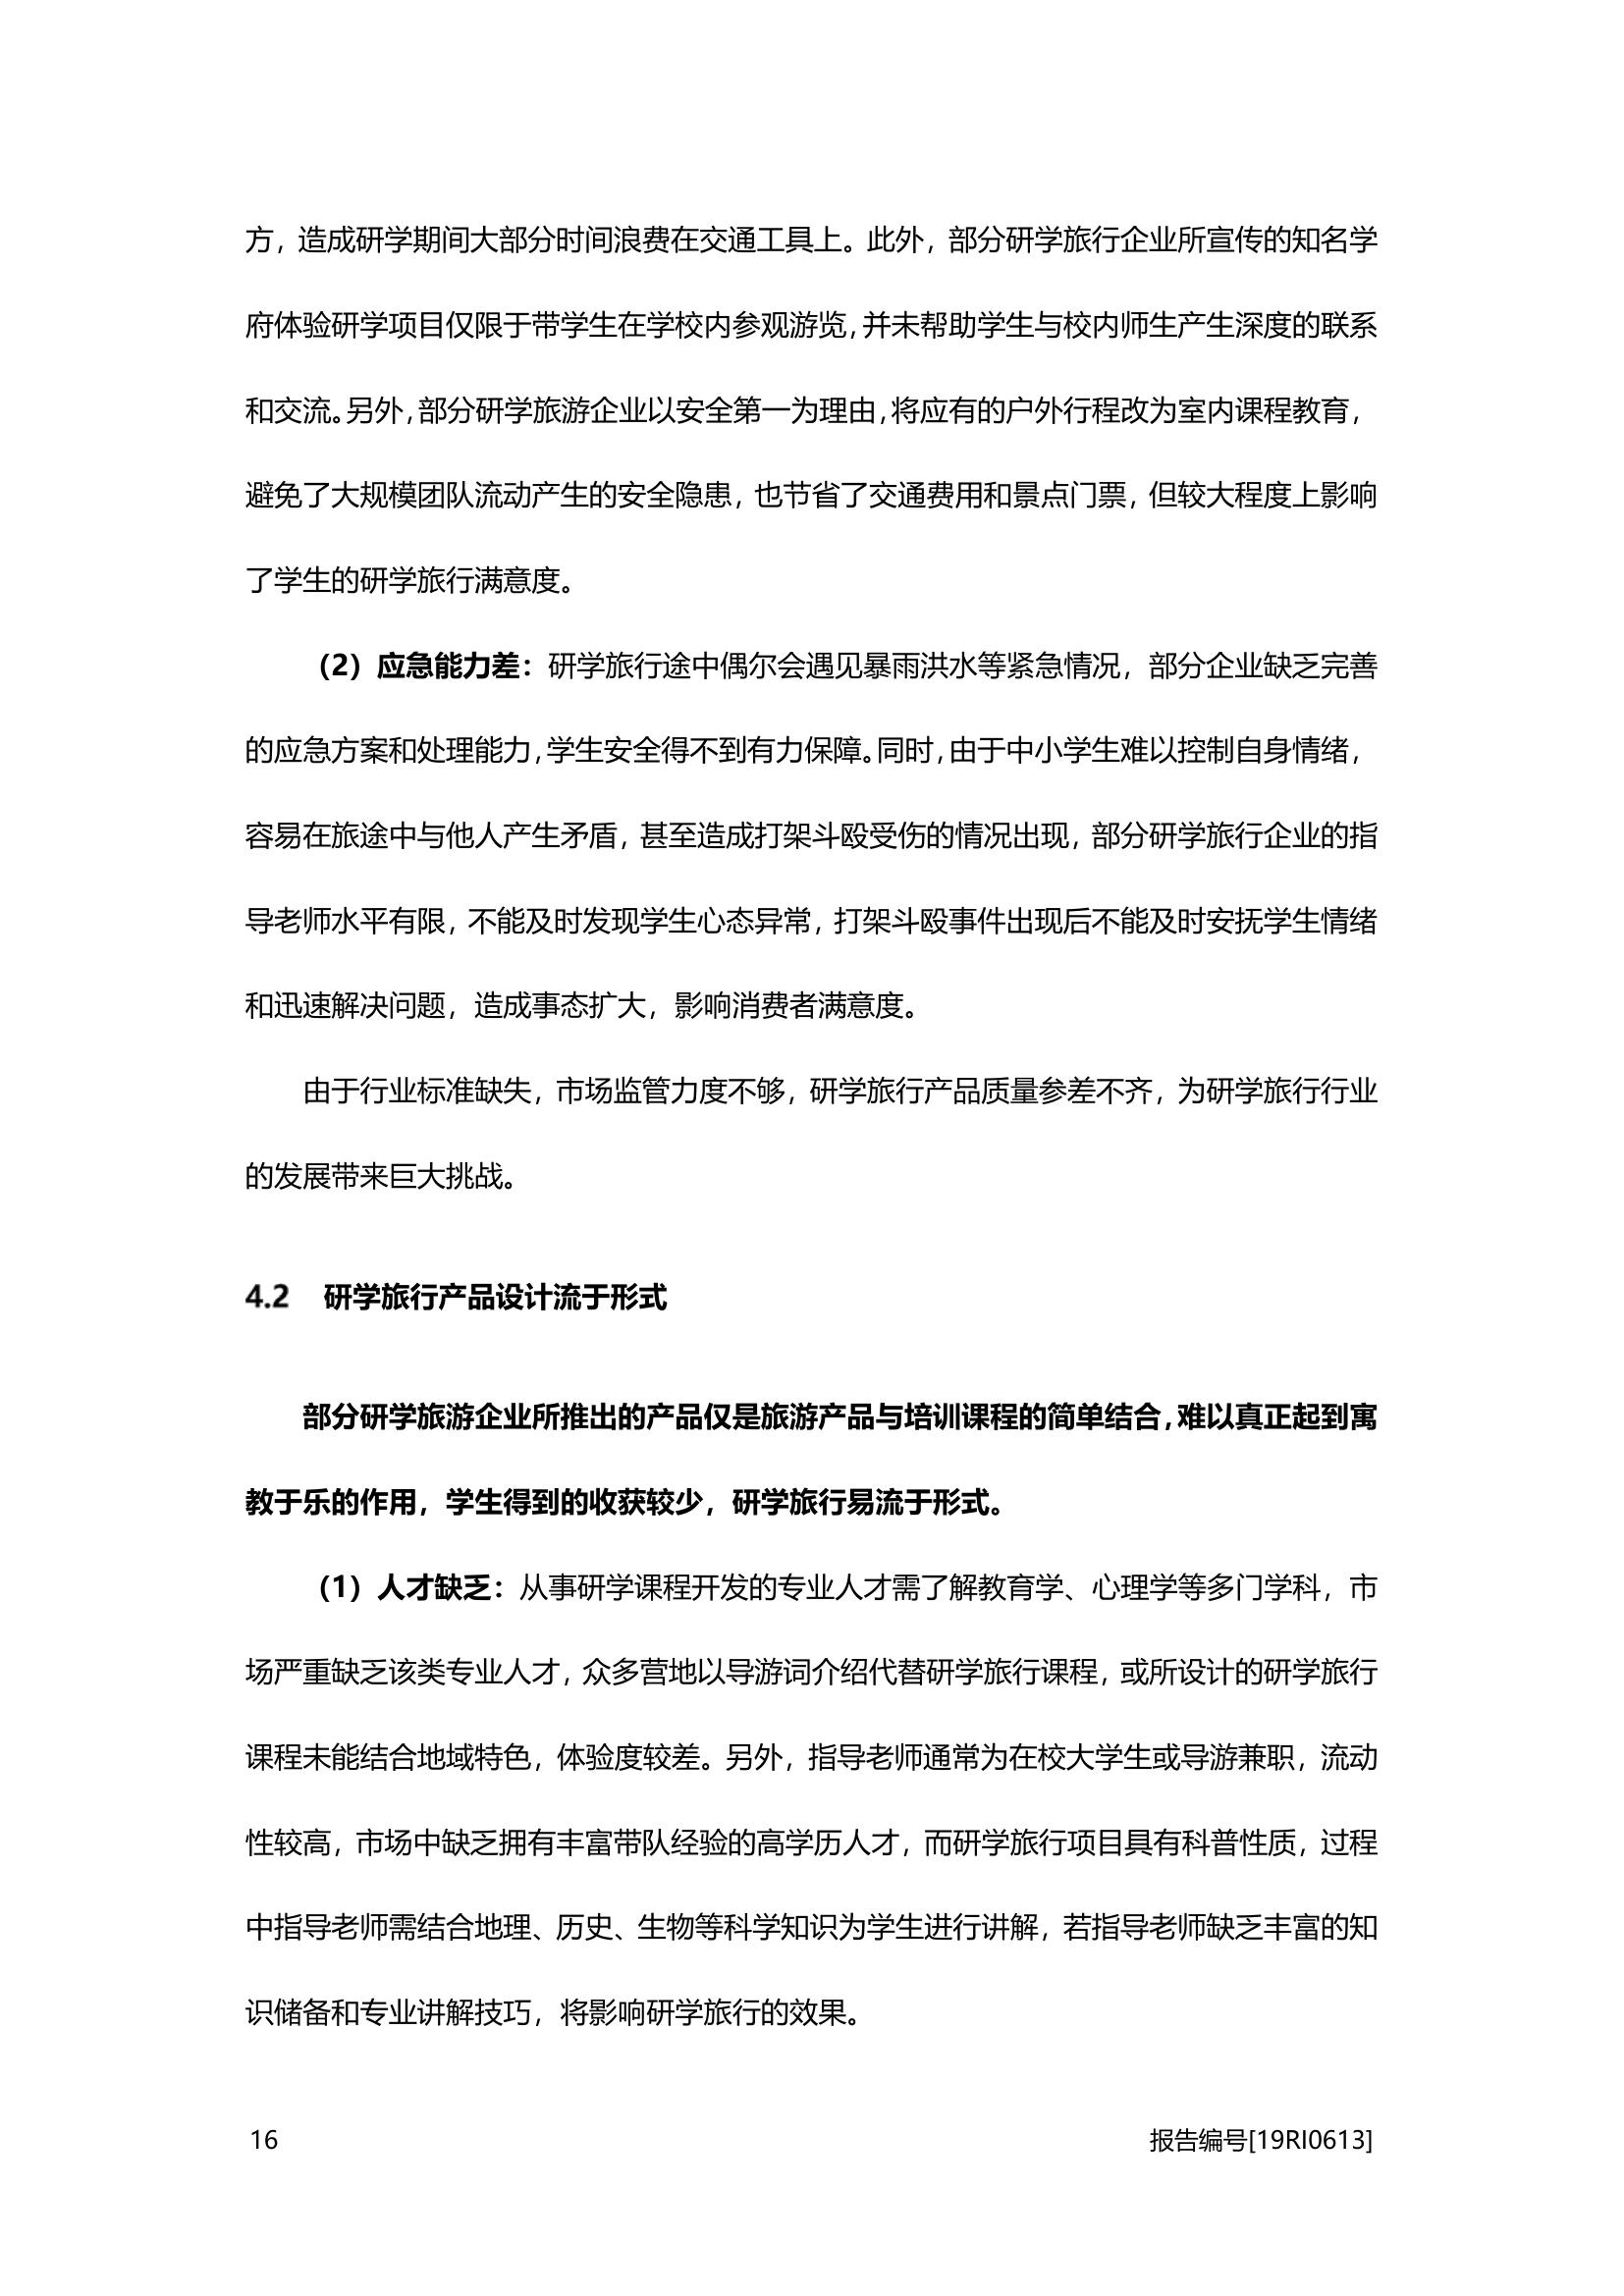 方，造成研学期间大部分时间浪费在交通工具上。此外，部分研学旅行企业所宣传的知名学
府体验研学项目仅限于带学生在学校内参观游览，并未帮助学生与校内师生产生深度的联系
和交流。另外，部分研学旅游企业以安全第一为理由，将应有的户外行程改为室内课程教育，
避免了大规模团队流动产生的安全隐患，也节省了交通费用和景点门票，但较大程度上影响
了学生的研学旅行满意度。
（2）应急能力差：研学旅行途中偶尔会遇见暴雨洪水等紧急情况，部分企业缺乏完善
的应急方案和处理能力，学生安全得不到有力保障。同时，由于中小学生难以控制自身情绪，
容易在旅途中与他人产生矛盾，甚至造成打架斗殴受伤的情况出现，部分研学旅行企业的指
导老师水平有限，不能及时发现学生心态异常，打架斗殴事件出现后不能及时安抚学生情绪
和迅速解决问题，造成事态扩大，影响消费者满意度。
由于行业标准缺失，市场监管力度不够，研学旅行产品质量参差不齐，为研学旅行行业
的发展带来巨大挑战。
4.2 研学旅行产品设计流于形式
部分研学旅游企业所推出的产品仅是旅游产品与培训课程的简单结合，难以真正起到寓
教于乐的作用，学生得到的收获较少，研学旅行易流于形式。
（1）人才缺乏：从事研学课程开发的专业人才需了解教育学、心理学等多门学科，市
场严重缺乏该类专业人才，众多营地以导游词介绍代替研学旅行课程，或所设计的研学旅行
课程未能结合地域特色，体验度较差。另外，指导老师通常为在校大学生或导游兼职，流动
性较高，市场中缺乏拥有丰富带队经验的高学历人才，而研学旅行项目具有科普性质，过程
中指导老师需结合地理、历史、生物等科学知识为学生进行讲解，若指导老师缺乏丰富的知
识储备和专业讲解技巧，将影响研学旅行的效果。
16 报告编号[19RI0613]